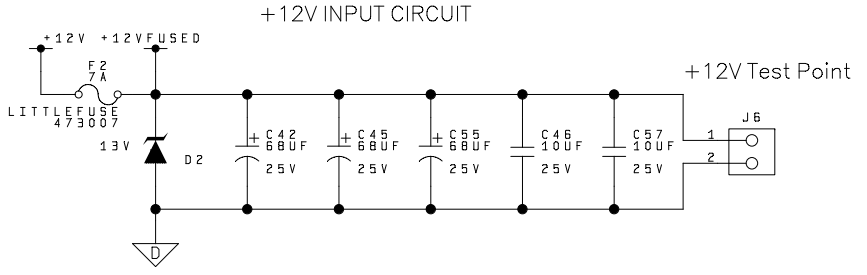 +12V INPUT CIRCUIT
+12V +12VFUSED
F2
7A
LITTLEFUSE
473007
+12V Test Point
J6
1
2
13V
D2
+ C42
68UF
25V
+ C45
68UF
25V
+ C55
68UF
25V
C46
10UF
25V
C57
10UF
25V
D